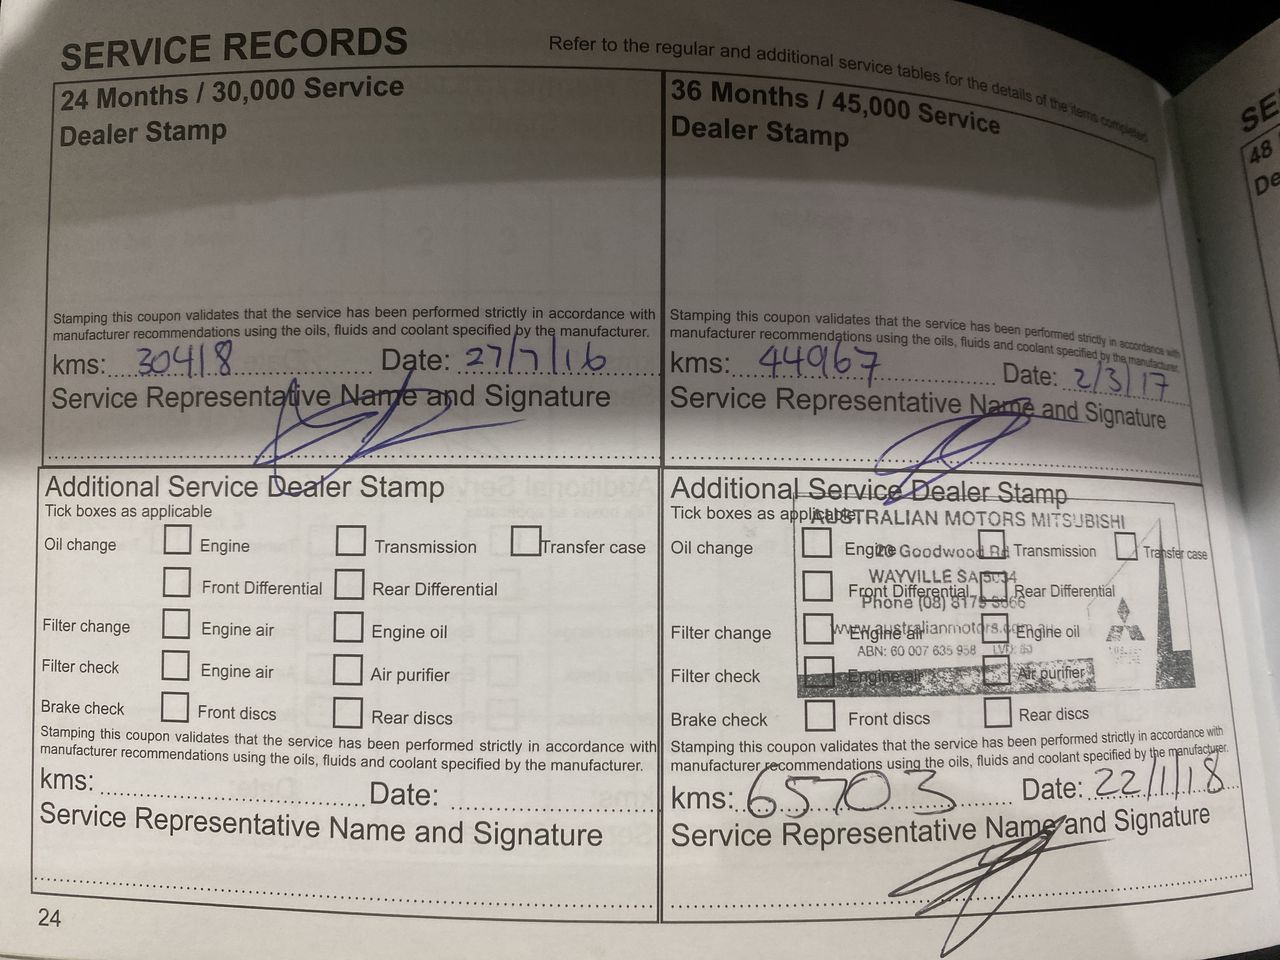 SERVICE RECORDS
Refer to the regular and additional service tables for the details of the items completed
24 Months / 30,000 Service
Dealer Stamp
Stamping this coupon validates that the service has been performed strictly in accordance with
manufacturer recommendations using the oils, fluids and coolant specified by the manufacturer.
kms: 30418 Date: 27/7/16
Service Representative Name and Signature
36 Months / 45,000 Service
Dealer Stamp
Stamping this coupon validates that the service has been performed strictly in accordance with
manufacturer recommendations using the oils, fluids and coolant specified by the manufacturer.
kms: 44967 Date: 2/3/17
Service Representative Name and Signature
Additional Service Dealer Stamp
Tick boxes as applicable
Oil change Engine Transmission Transfer case
Front Differential Rear Differential
Filter change Engine air Engine oil
Filter check Engine air Air purifier
Brake check Front discs Rear discs
Stamping this coupon validates that the service has been performed strictly in accordance with
manufacturer recommendations using the oils, fluids and coolant specified by the manufacturer.
kms: Date:
Service Representative Name and Signature
Additional Service Dealer Stamp
Tick boxes as applicable
AUSTRALIAN MOTORS MITSUBISHI
Oil change Engine Transmission Transfer case
Goodwood Rd
WAYVILLE SA 5034
Front Differential Rear Differential
Phone (08)
Filter change Engine air Engine oil
ABN: 60 007 635 958
Filter check Engine air Air purifier
Brake check Front discs Rear discs
Stamping this coupon validates that the service has been performed strictly in accordance with
manufacturer recommendations using the oils, fluids and coolant specified by the manufacturer.
kms: 65703 Date: 22/1/18
Service Representative Name and Signature
24
SE
48
De